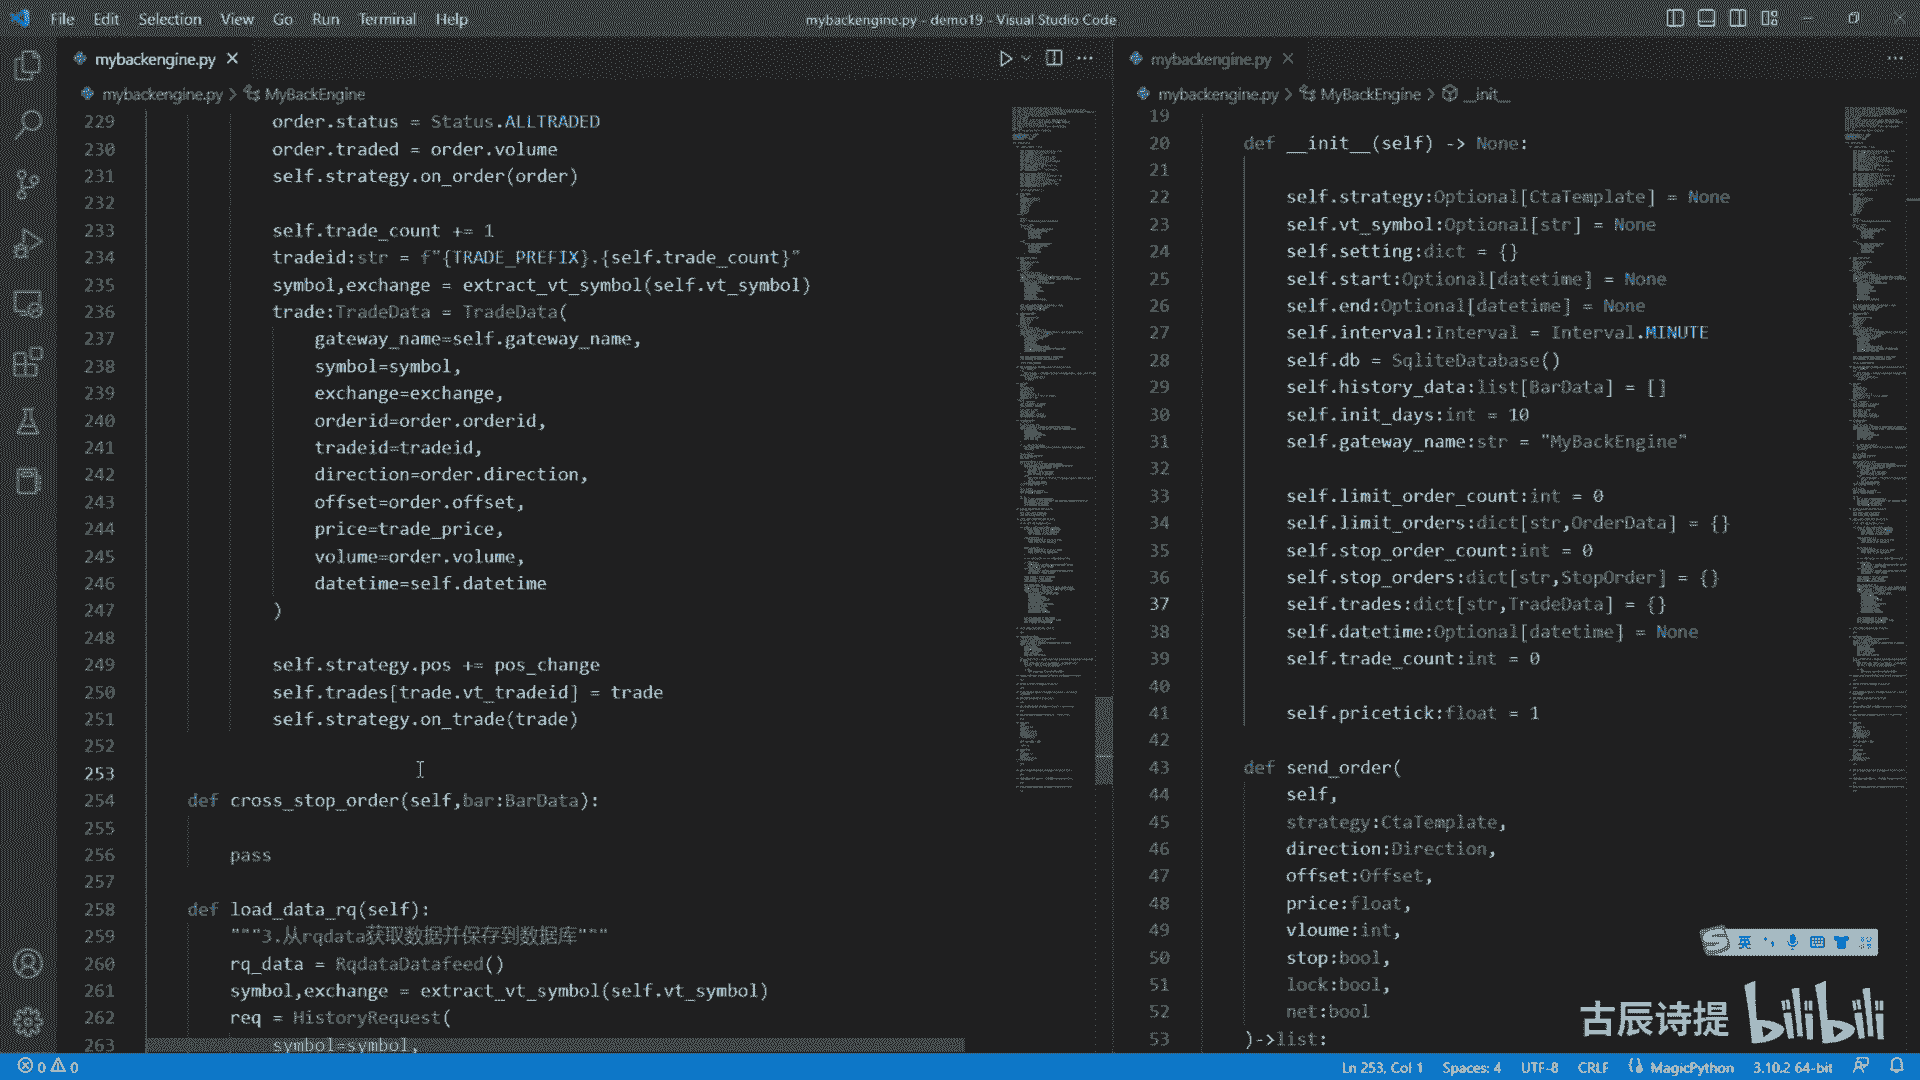 File Edit Selection View Go Run Terminal Help
mybackengine.py - demo19 - Visual Studio Code
mybackengine.py
mybackengine.py > MyBackEngine
229 order.status = Status.ALLTRADED
230 order.traded = order.volume
231 self.strategy.on_order(order)
232
233 self.trade_count += 1
234 tradeid:str = f"{TRADE_PREFIX}.{self.trade_count}"
235 symbol,exchange = extract_vt_symbol(self.vt_symbol)
236 trade:TradeData = TradeData(
237 gateway_name=self.gateway_name,
238 symbol=symbol,
239 exchange=exchange,
240 orderid=order.orderid,
241 tradeid=tradeid,
242 direction=order.direction,
243 offset=order.offset,
244 price=trade_price,
245 volume=order.volume,
246 datetime=self.datetime
247 )
248
249 self.strategy.pos += pos_change
250 self.trades[trade.vt_tradeid] = trade
251 self.strategy.on_trade(trade)
252
253
254 def cross_stop_order(self,bar:BarData):
255
256 pass
257
258 def load_data_rq(self):
259 """3.从rqdata获取数据并保存到数据库"""
260 rq_data = RqdataDatafeed()
261 symbol,exchange = extract_vt_symbol(self.vt_symbol)
262 req = HistoryRequest(
263 symbol=symbol,
mybackengine.py
mybackengine.py > MyBackEngine > __init__
19
20 def __init__(self) -> None:
21
22 self.strategy:Optional[CtaTemplate] = None
23 self.vt_symbol:Optional[str] = None
24 self.setting:dict = {}
25 self.start:Optional[datetime] = None
26 self.end:Optional[datetime] = None
27 self.interval:Interval = Interval.MINUTE
28 self.db = SqliteDatabase()
29 self.history_data:list[BarData] = []
30 self.init_days:int = 10
31 self.gateway_name:str = "MyBackEngine"
32
33 self.limit_order_count:int = 0
34 self.limit_orders:dict[str,OrderData] = {}
35 self.stop_order_count:int = 0
36 self.stop_orders:dict[str,StopOrder] = {}
37 self.trades:dict[str,TradeData] = {}
38 self.datetime:Optional[datetime] = None
39 self.trade_count:int = 0
40
41 self.pricetick:float = 1
42
43 def send_order(
44 self,
45 strategy:CtaTemplate,
46 direction:Direction,
47 offset:Offset,
48 price:float,
49 vloume:int,
50 stop:bool,
51 lock:bool,
52 net:bool
53 )->list:
英
古辰诗提 bilibili
0 0
Ln 253, Col 1 Spaces: 4 UTF-8 CRLF MagicPython 3.10.2 64-bit